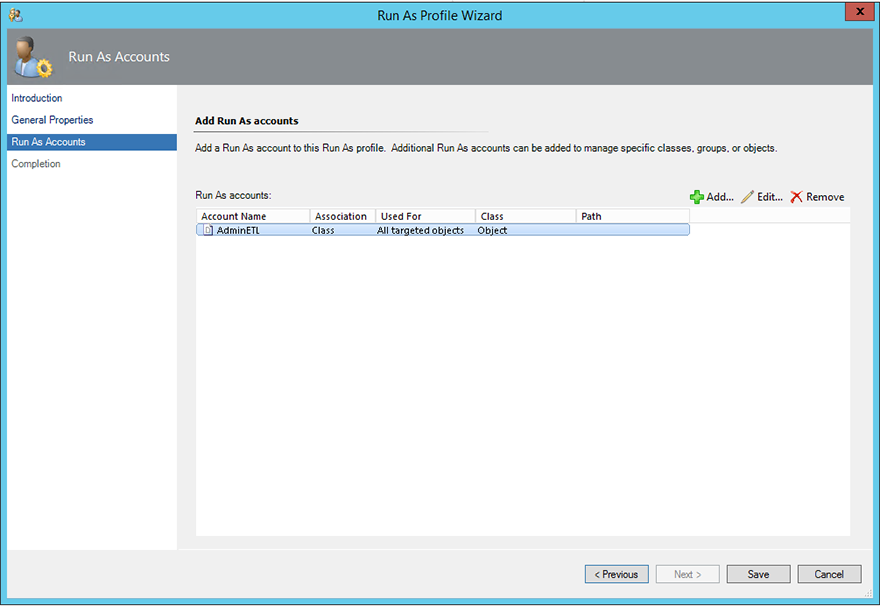 Run As Profile Wizard
x
Run As Accounts
Introduction
General Properties
Run As Accounts
Completion
Add Run As accounts
Add a Run As account to this Run As profile. Additional Run As accounts can be added to manage specific classes, groups, or objects.
Run As accounts:
Add... Edit... Remove
Account Name Association Used For Class Path
AdminETL Class All targeted objects Object
< Previous Next > Save Cancel